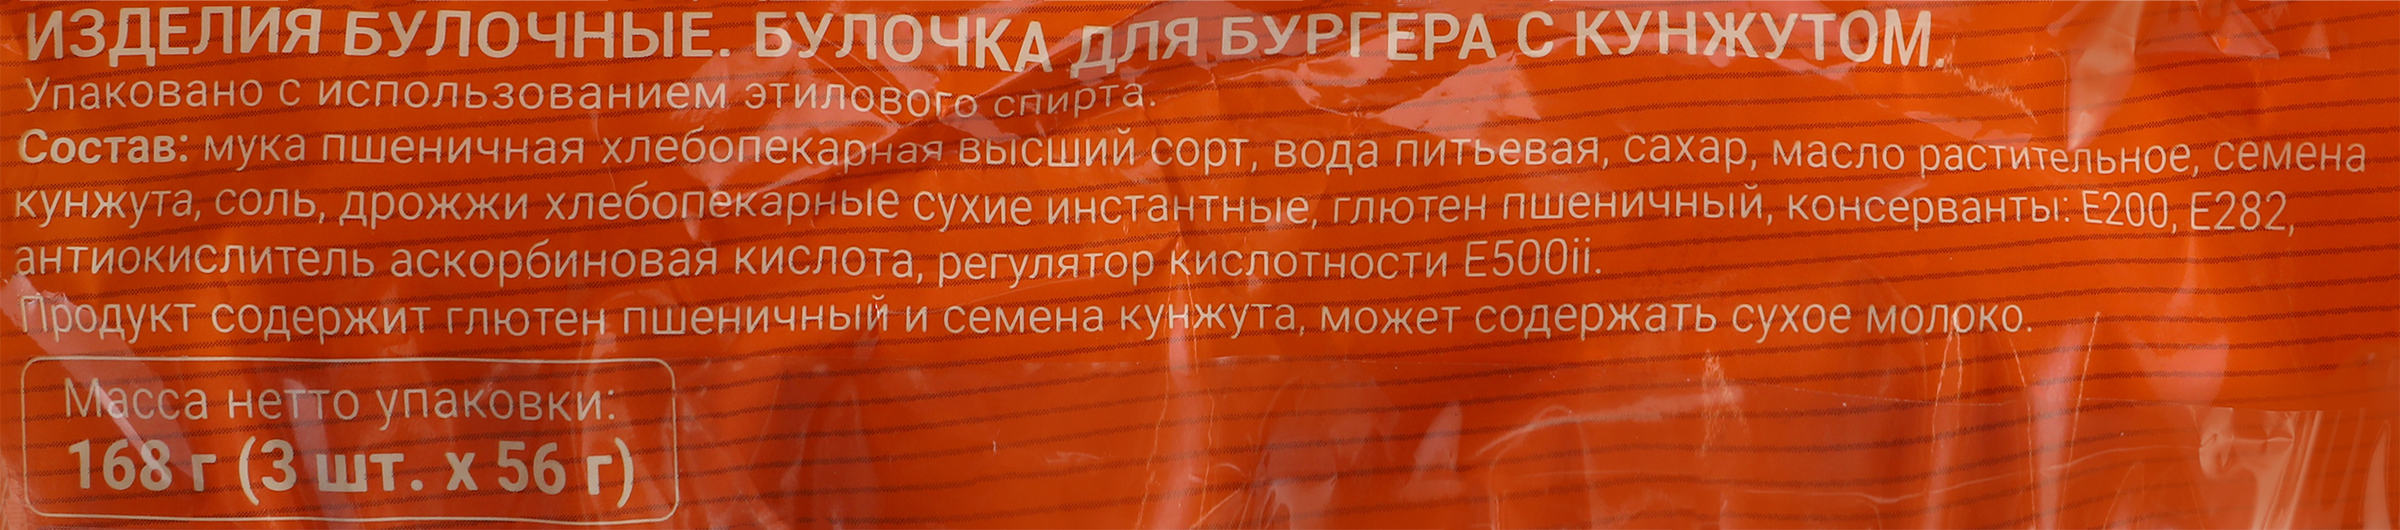 ИЗДЕЛИЯ БУЛОЧНЫЕ. БУЛОЧКА ДЛЯ БУРГЕРА С КУНЖУТОМ.
Упаковано с использованием этилового спирта.
Состав: мука пшеничная хлебопекарная высший сорт, вода питьевая, сахар, масло растительное, семена
кунжута, соль, дрожжи хлебопекарные сухие инстантные, глютен пшеничный, консерванты: Е200, Е282,
антиокислитель аскорбиновая кислота, регулятор кислотности Е500ii.
Продукт содержит глютен пшеничный и семена кунжута, может содержать сухое молоко.
Масса нетто упаковки:
168 г (3 шт. х 56 г)